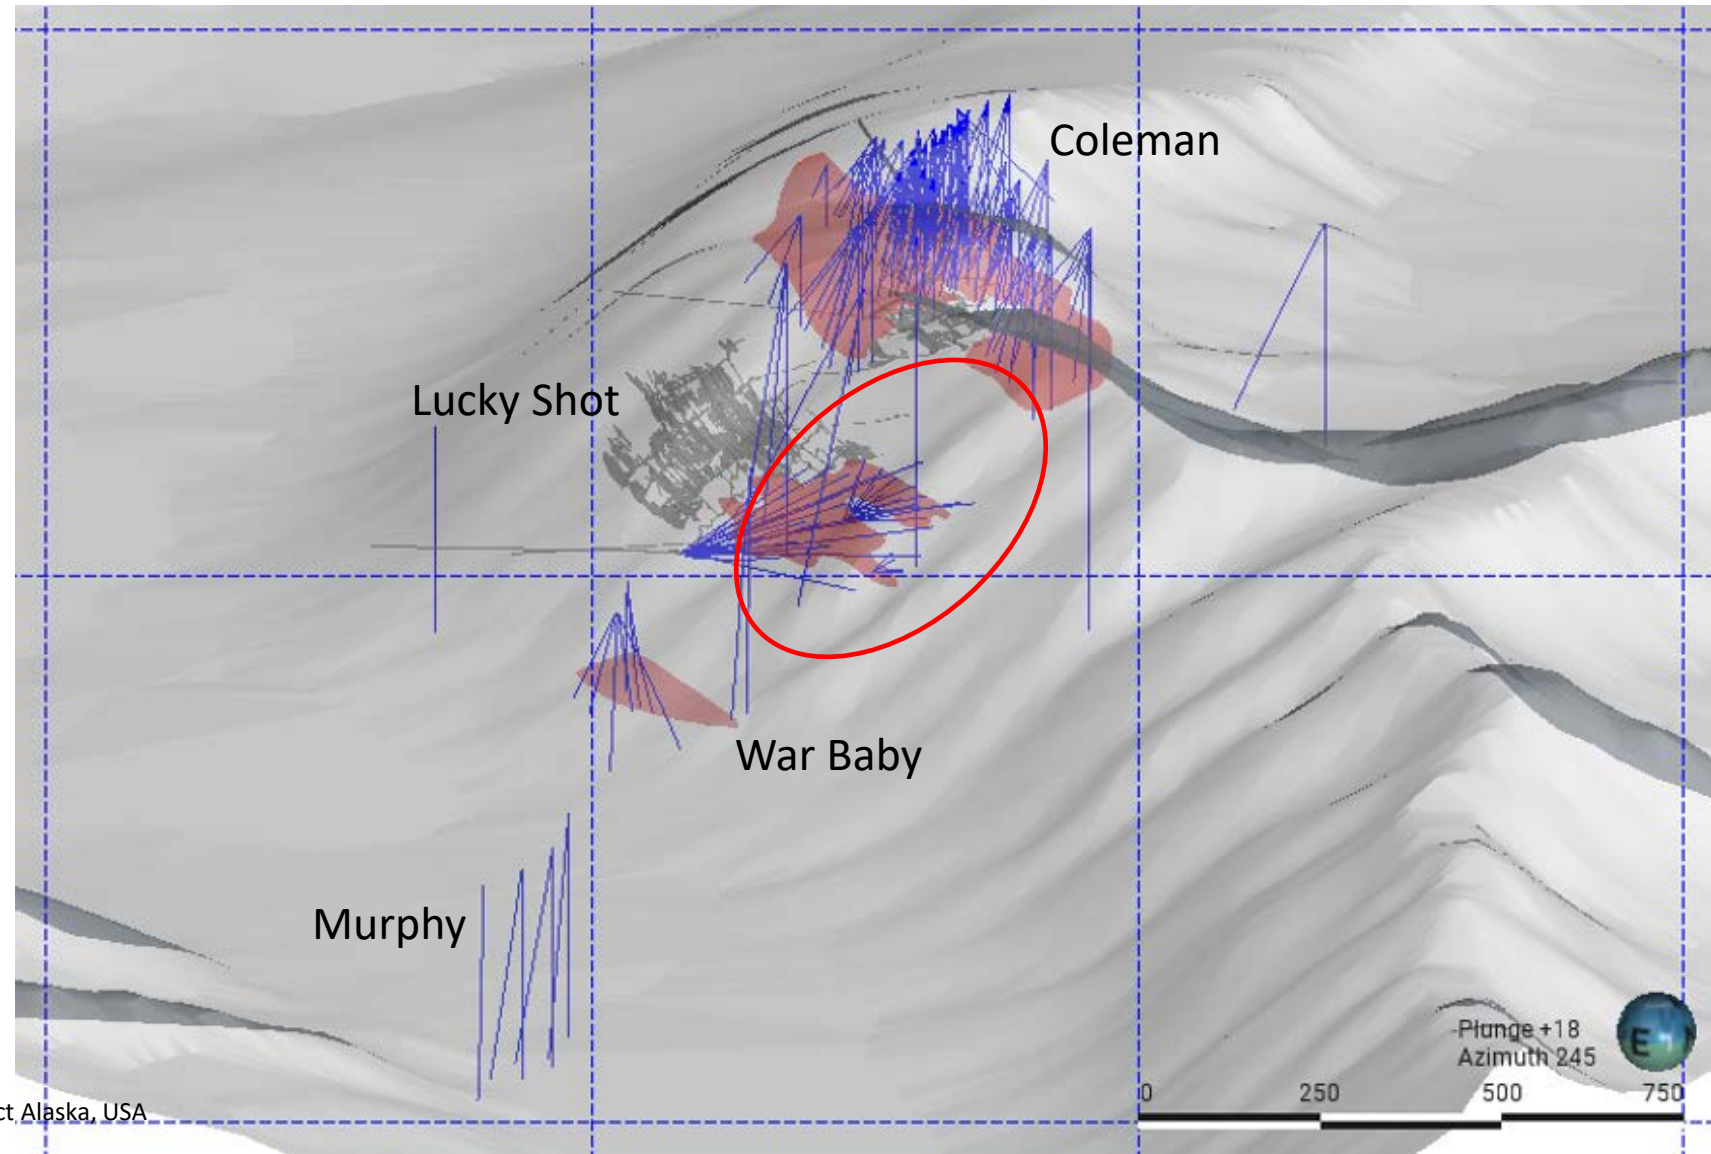 Coleman
Lucky Shot
War Baby
Murphy
Plunge +18
Azimuth 245
E
0 250 500 750
ct Alaska, USA